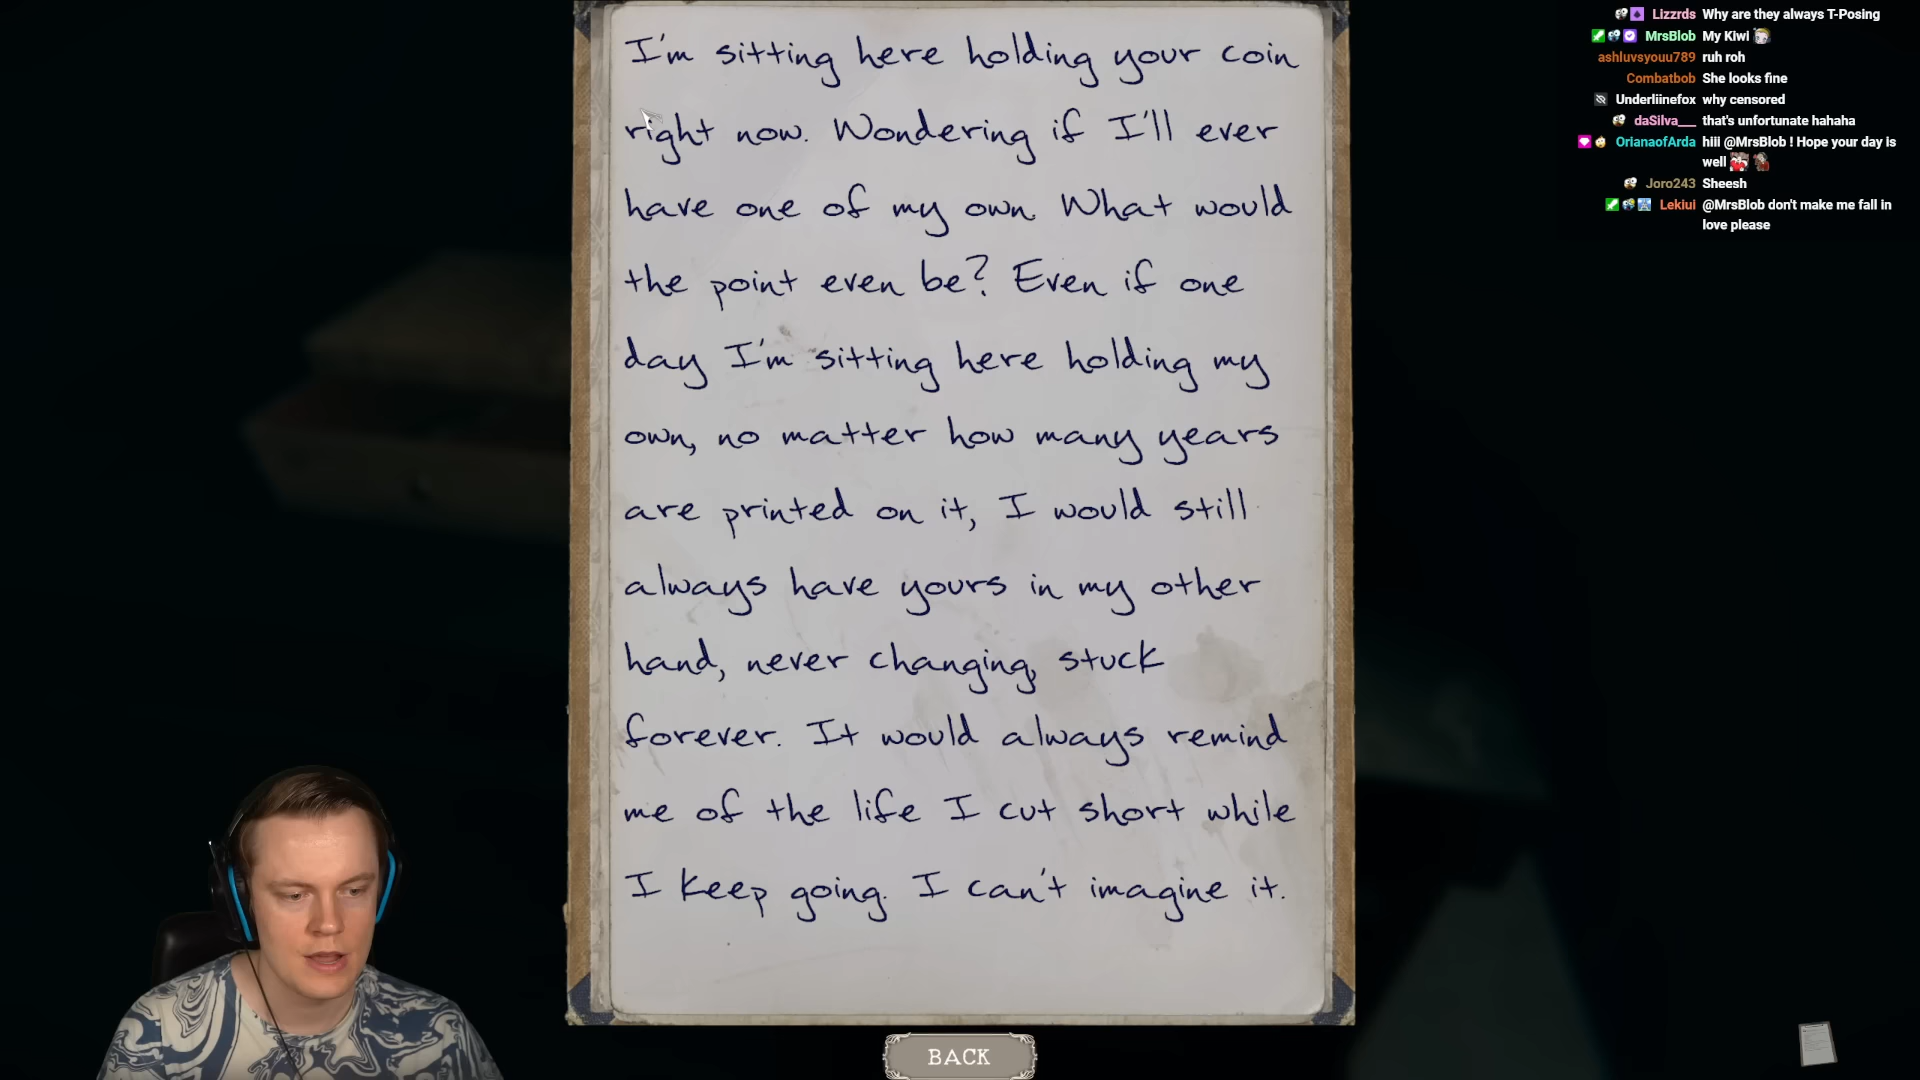 I'm sitting here holding your coin
right now. Wondering if I'll ever
have one of my own. What would
the point even be? Even if one
day I'm sitting here holding my
own, no matter how many years
are printed on it, I would still
always have yours in my other
hand, never changing, stuck
forever. It would always remind
me of the life I cut short while
I keep going. I can't imagine it.
BACK
Lizzrds Why are they always T-Posing
MrsBlob My Kiwi
ashluvsyouu789 ruh roh
Combatbob She looks fine
Underliinefox why censored
daSilva___ that's unfortunate hahaha
OrianaofArda hiii @MrsBlob ! Hope your day is
well
Joro243 Sheesh
Lekiui @MrsBlob don't make me fall in
love please